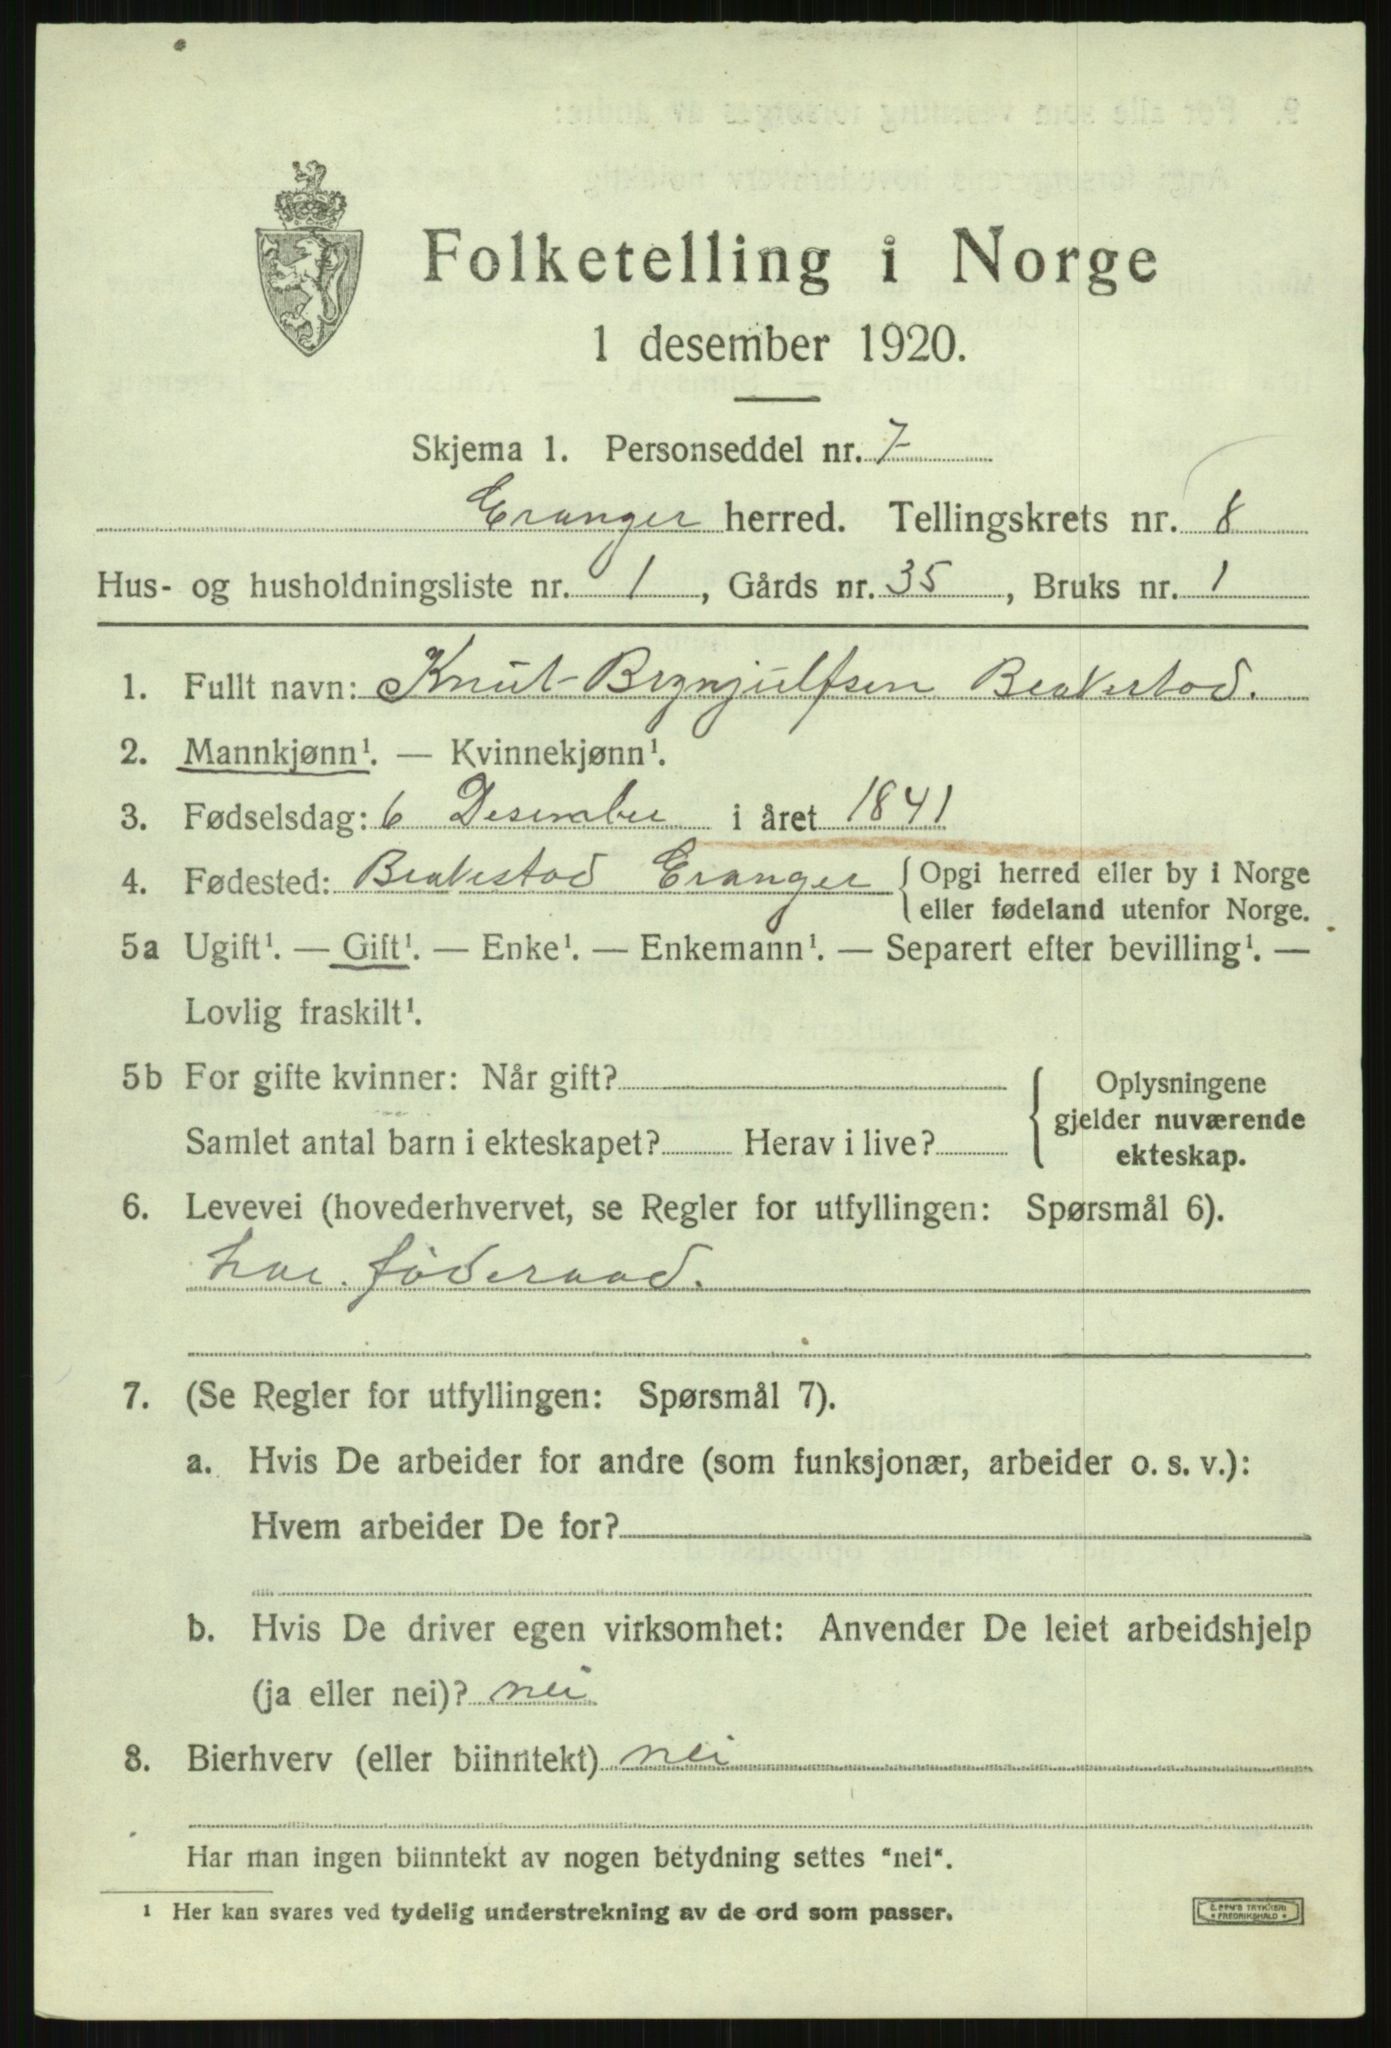 Folketelling i Norge
1 desember 1920.
Skjema 1. Personseddel nr. 7
Evanger herred. Tellingskrets nr. 8
Hus- og husholdningsliste nr. 1, Gårds nr. 35, Bruks nr. 1
1. Fullt navn: Knut Brynjulfsen Brakestad.
2. Mannkjønn¹. — Kvinnekjønn¹.
3. Fødselsdag: 6 Desember i året 1841
4. Fødested: Brakestad Evanger { Opgi herred eller by i Norge
eller fødeland utenfor Norge.
5a Ugift¹. — Gift¹. — Enke¹. — Enkemann¹. — Separert efter bevilling¹. —
Lovlig fraskilt¹.
5b For gifte kvinner: Når gift?
Samlet antal barn i ekteskapet? Herav i live?
{ Oplysningene
gjelder nuværende
ekteskap.
6. Levevei (hovederhvervet, se Regler for utfyllingen: Spørsmål 6).
har føderaad.
7. (Se Regler for utfyllingen: Spørsmål 7).
a. Hvis De arbeider for andre (som funksjonær, arbeider o. s. v.):
Hvem arbeider De for?
b. Hvis De driver egen virksomhet: Anvender De leiet arbeidshjelp
(ja eller nei)? nei
8. Bierhverv (eller biinntekt) nei
Har man ingen biinntekt av nogen betydning settes "nei".
¹ Her kan svares ved tydelig understrekning av de ord som passer.